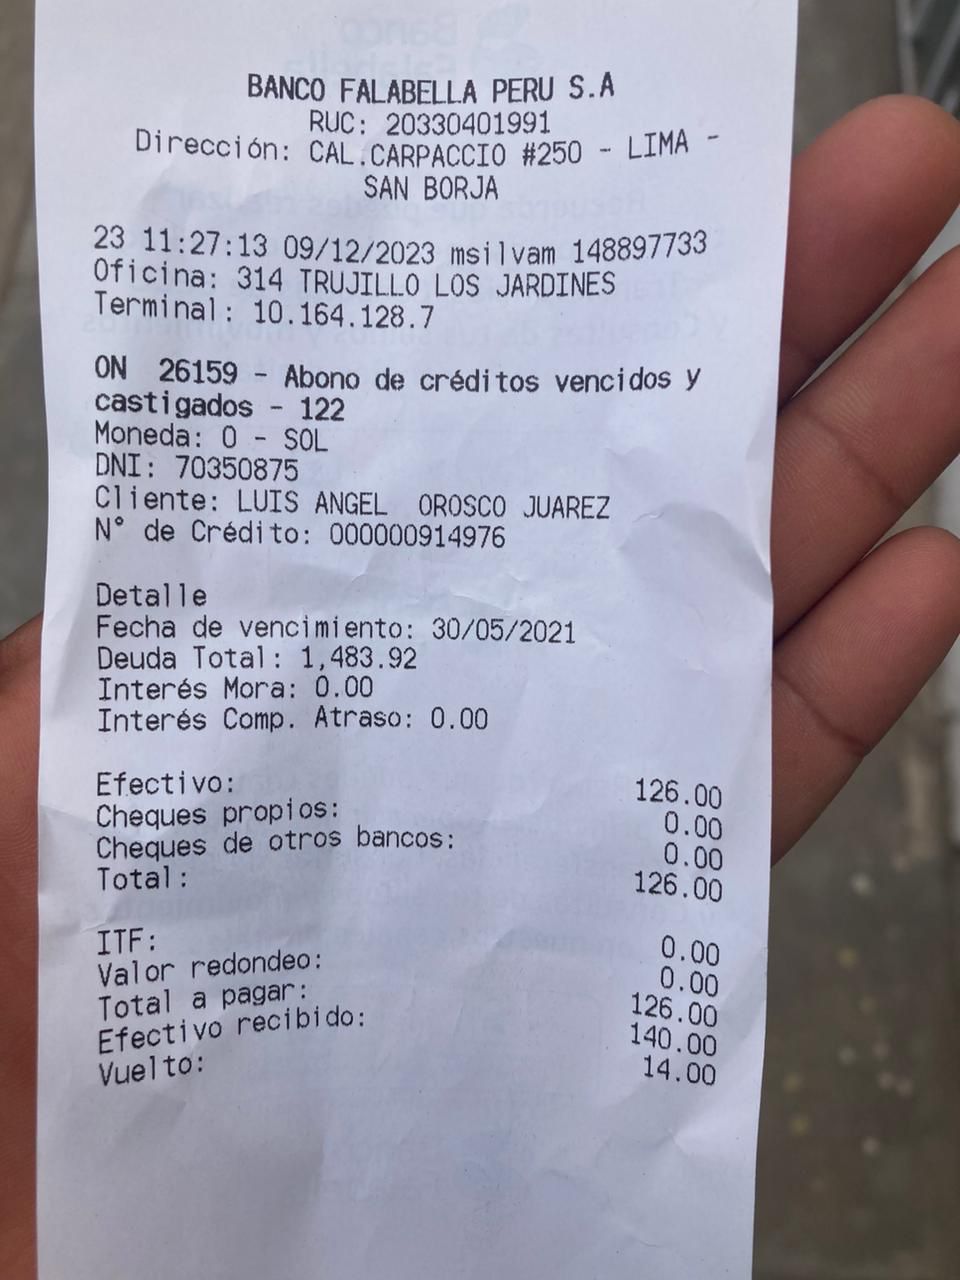 BANCO FALABELLA PERU S.A
RUC: 20330401991
Dirección: CAL.CARPACCIO #250 - LIMA -
SAN BORJA
23 11:27:13 09/12/2023 msilvam 148897733
Oficina: 314 TRUJILLO LOS JARDINES
Terminal: 10.164.128.7
ON 26159 - Abono de créditos vencidos y
castigados - 122
Moneda: 0 - SOL
DNI: 70350875
Cliente: LUIS ANGEL OROSCO JUAREZ
N° de Crédito: 000000914976
Detalle
Fecha de vencimiento: 30/05/2021
Deuda Total: 1,483.92
Interés Mora: 0.00
Interés Comp. Atraso: 0.00
Efectivo: 126.00
Cheques propios: 0.00
Cheques de otros bancos: 0.00
Total: 126.00
ITF: 0.00
Valor redondeo: 0.00
Total a pagar: 126.00
Efectivo recibido: 140.00
Vuelto: 14.00